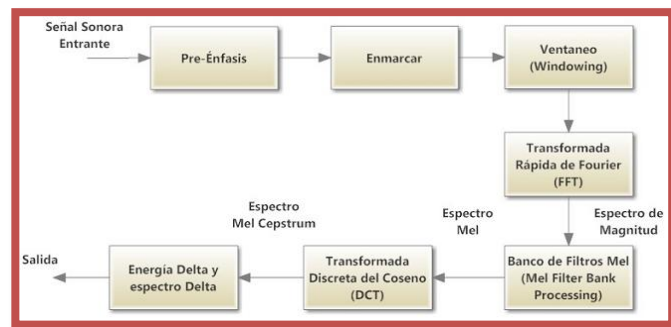 Señal Sonora
Entrante
Pre-Énfasis
Enmarcar
Ventaneo
(Windowing)
Transformada
Rápida de Fourier
(FFT)
Espectro de
Magnitud
Banco de Filtros Mel
(Mel Filter Bank
Processing)
Espectro
Mel
Transformada
Discreta del Coseno
(DCT)
Espectro
Mel Cepstrum
Energía Delta y
espectro Delta
Salida